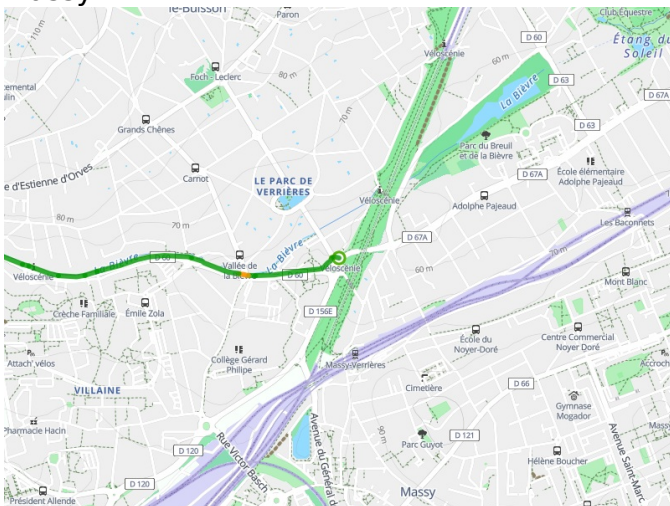 le-Buisson
Paron
110 m
Club Équestre
Étang du
Soleil
D 60
Véloscénie
60 m
Foch - Leclerc
80 m
La Bièvre
D 63
D 67A
70 m
Grands Chênes
D 63
Parc du Breuil
et de la Bièvre
École élémentaire
Adolphe Pajeaud
Carnot
D 67A
e d'Estienne d'Orves
LE PARC DE
VERRIÈRES
Véloscénie
Adolphe Pajeaud
80 m
70 m
Les Baconnets
D 67A
La Bièvre
D 60
Vallée de
la Bièvre
La Bièvre
70 m
Véloscénie
D 60
Véloscénie
60 m
Mont Blanc
Crèche Familiale
Émile Zola
D 156E
École du
Noyer-Doré
Centre Commercial
Noyer Doré
Attach' vélos
Collège Gérard
Philipe
Massy-Verrières
Cimetière
D 66
VILLAINE
Gymnase
Mogador
Pharmacie Hacin
90 m
Parc Guyot
D 121
Avenue Saint-Marc
Rue Victor Basch
D 120
Avenue du Général d
Hélène Boucher
D 120
Massy
Président Allende